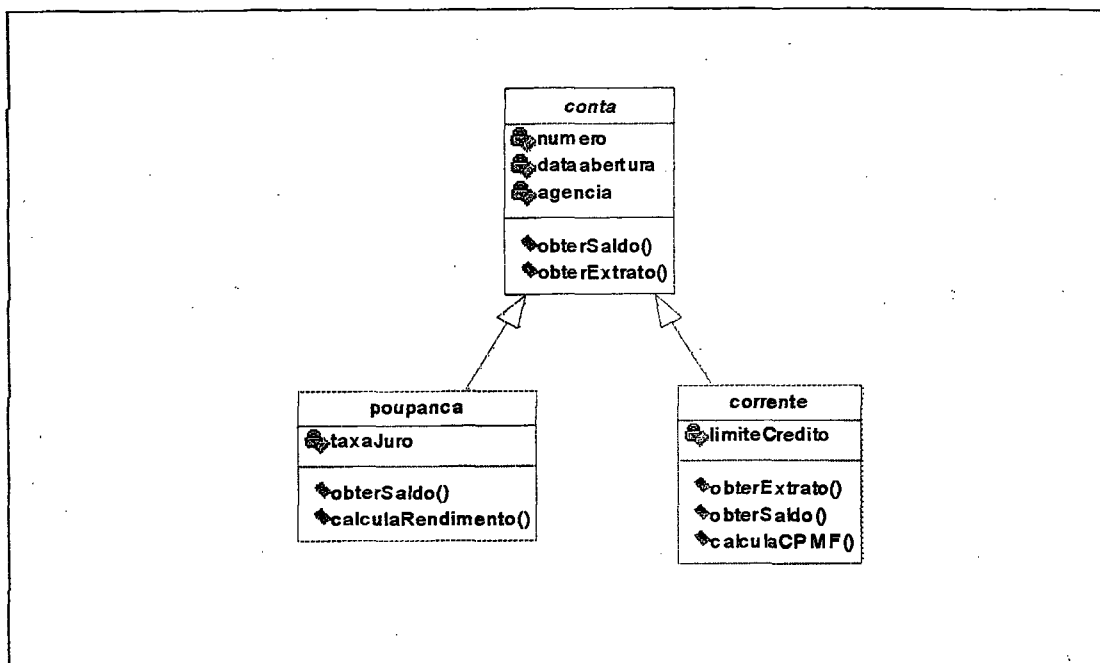 conta
numero
dataabertura
agencia
obterSaldo()
obterExtrato()
poupanca
taxaJuro
obterSaldo()
calculaRendimento()
corrente
limiteCredito
obterExtrato()
obterSaldo()
calculaCPMF()